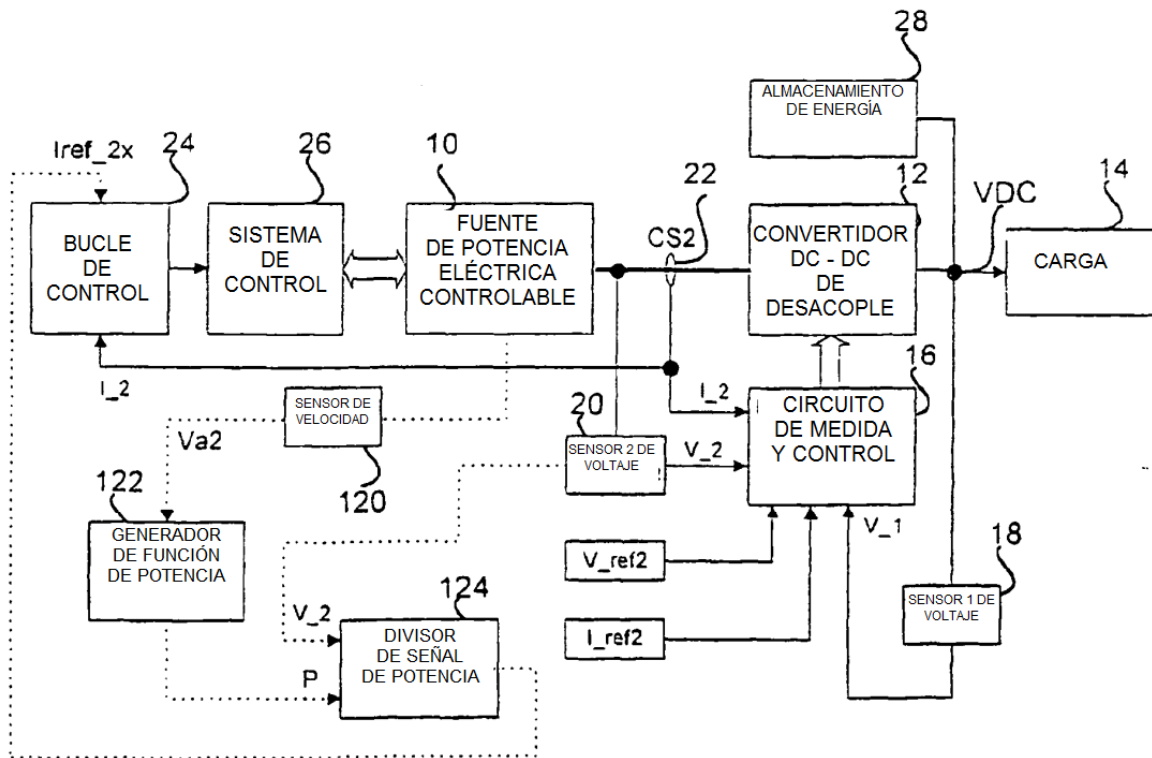 28
ALMACENAMIENTO
DE ENERGÍA
Iref_2x
24
26
10
22
12
VDC
14
BUCLE
DE
CONTROL
SISTEMA
DE
CONTROL
FUENTE
DE POTENCIA
ELÉCTRICA
CONTROLABLE
CS2
CONVERTIDOR
DC - DC
DE
DESACOPLE
CARGA
I_2
SENSOR DE
VELOCIDAD
Va2
120
20
SENSOR 2 DE
VOLTAJE
I_2
V_2
CIRCUITO
DE MEDIDA
Y CONTROL
16
122
GENERADOR
DE FUNCIÓN
DE POTENCIA
V_ref2
V_1
18
SENSOR 1 DE
VOLTAJE
V_2
124
DIVISOR
DE SEÑAL
DE POTENCIA
P
I_ref2